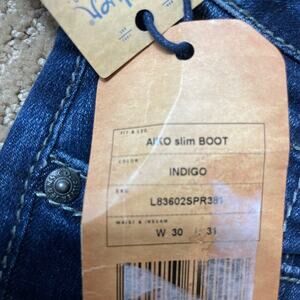 FIT & LEG
AIKO slim BOOT
COLOR
INDIGO
SKU
L83602SPR381
WAIST & INSEAM
W 30 L 31